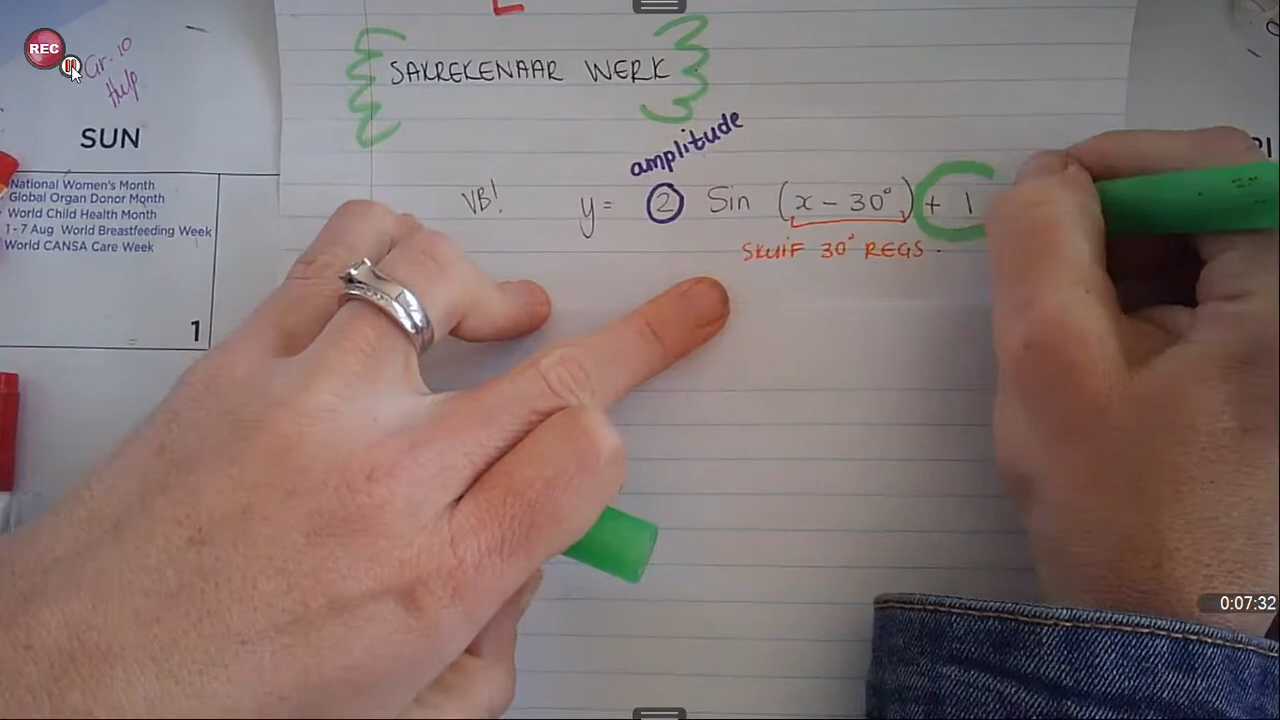 REC
Gr. 10
Help
SAKREKENAAR WERK
SUN
amplitude
National Women's Month
Global Organ Donor Month
World Child Health Month
1 - 7 Aug World Breastfeeding Week
World CANSA Care Week
VB! y = 2 Sin (x - 30°) + 1
SKUIF 30° REGS
1
0:07:32